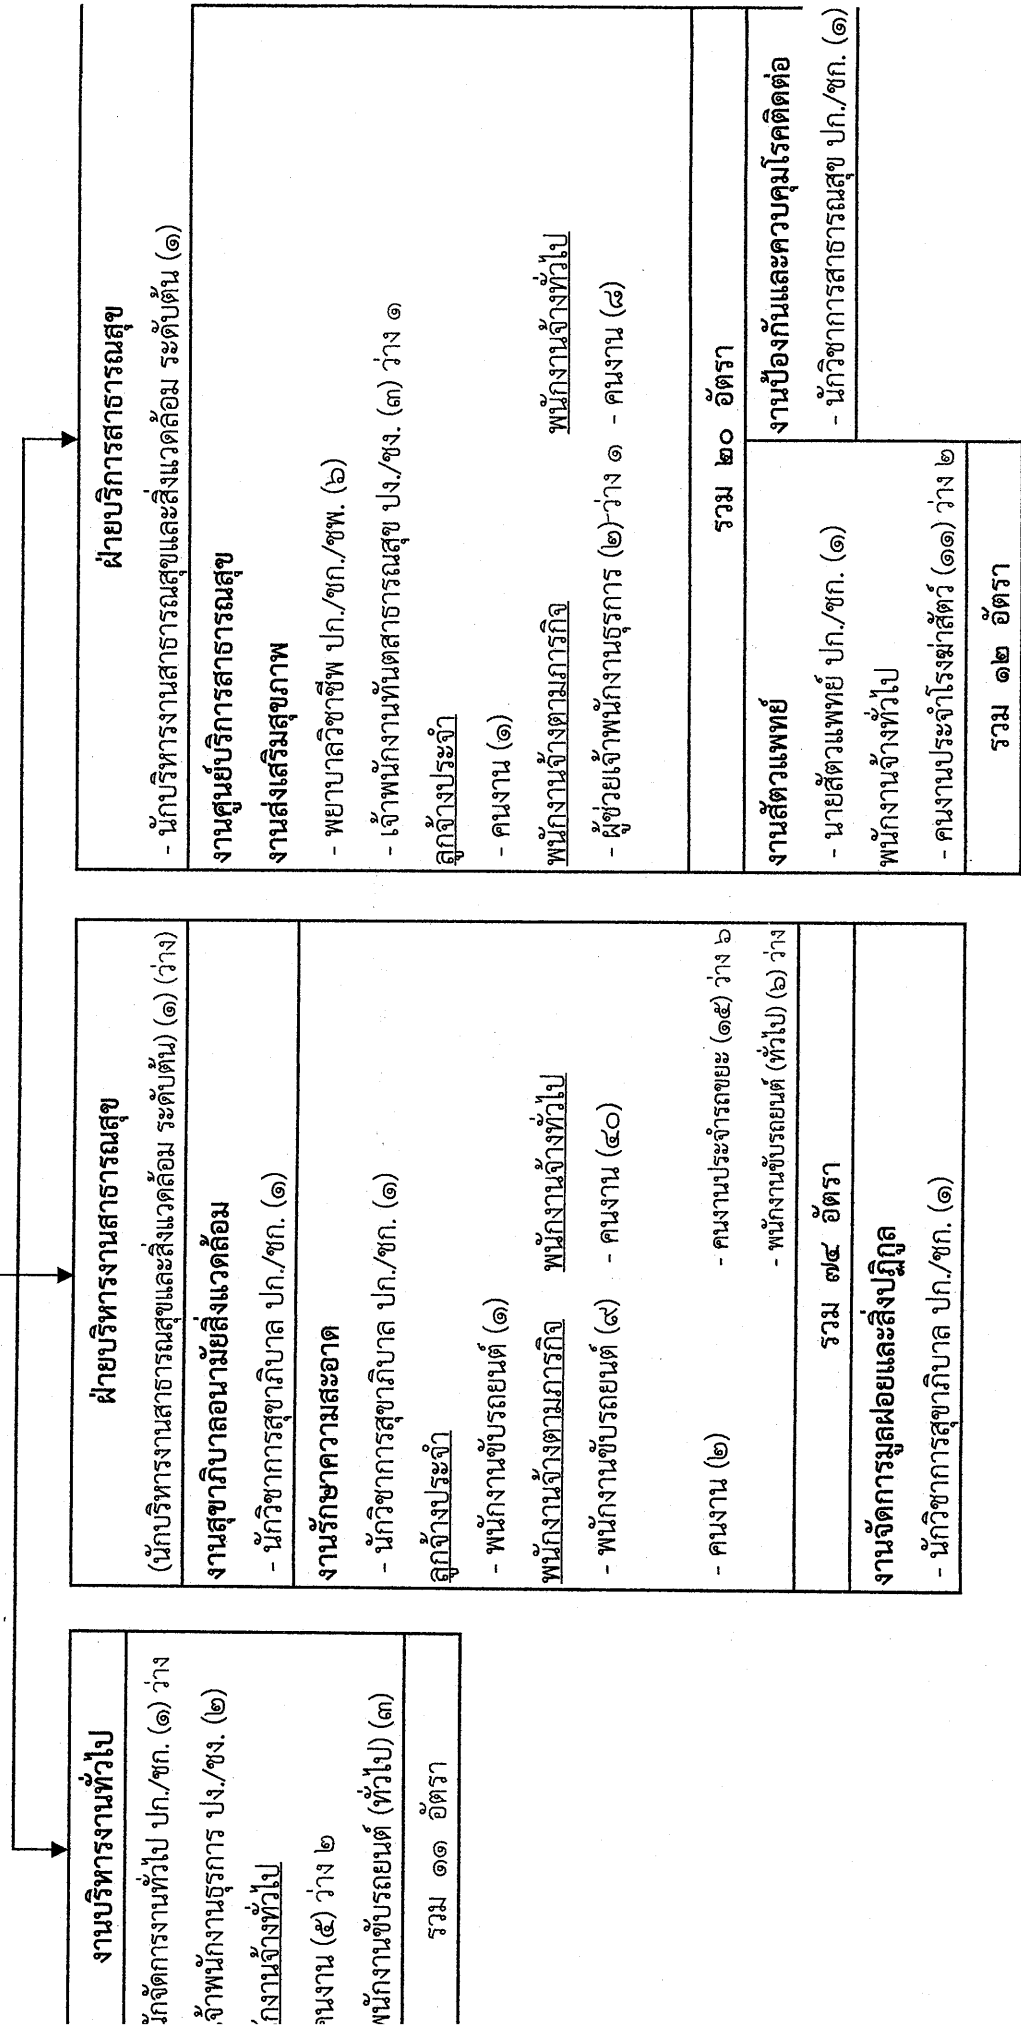 งานบริหารงานทั่วไป
นักจัดการงานทั่วไป ปก./ชก. (๑) ว่าง
เจ้าพนักงานธุรการ ปง./ชง. (๒)
งานจ้างทั่วไป
คนงาน (๕) ว่าง ๒
พนักงานขับรถยนต์ (ทั่วไป) (๓)
รวม ๑๑ อัตรา
ฝ่ายบริหารงานสาธารณสุข
(นักบริหารงานสาธารณสุขและสิ่งแวดล้อม ระดับต้น) (๑) (ว่าง)
งานสุขาภิบาลอนามัยสิ่งแวดล้อม
- นักวิชาการสุขาภิบาล ปก./ชก. (๑)
งานรักษาความสะอาด
- นักวิชาการสุขาภิบาล ปก./ชก. (๑)
ลูกจ้างประจำ
- พนักงานขับรถยนต์ (๑)
พนักงานจ้างตามภารกิจ พนักงานจ้างทั่วไป
- พนักงานขับรถยนต์ (๙) - คนงาน (๔๐)
- คนงาน (๒) - คนงานประจำรถขยะ (๑๕) ว่าง ๖
- พนักงานขับรถยนต์ (ทั่วไป) (๖) ว่าง
รวม ๗๔ อัตรา
งานจัดการมูลฝอยและสิ่งปฏิกูล
- นักวิชาการสุขาภิบาล ปก./ชก. (๑)
ฝ่ายบริการสาธารณสุข
- นักบริหารงานสาธารณสุขและสิ่งแวดล้อม ระดับต้น (๑)
งานศูนย์บริการสาธารณสุข
งานส่งเสริมสุขภาพ
- พยาบาลวิชาชีพ ปก./ชก./ชพ. (๖)
- เจ้าพนักงานทันตสาธารณสุข ปง./ชง. (๓) ว่าง ๑
ลูกจ้างประจำ
- คนงาน (๑)
พนักงานจ้างตามภารกิจ พนักงานจ้างทั่วไป
- ผู้ช่วยเจ้าพนักงานธุรการ (๒) ว่าง ๑ - คนงาน (๘)
รวม ๒๐ อัตรา
งานสัตวแพทย์
- นายสัตวแพทย์ ปก./ชก. (๑)
พนักงานจ้างทั่วไป
- คนงานประจำโรงฆ่าสัตว์ (๑๑) ว่าง ๒
รวม ๑๒ อัตรา
งานป้องกันและควบคุมโรคติดต่อ
- นักวิชาการสาธารณสุข ปก./ชก. (๑)